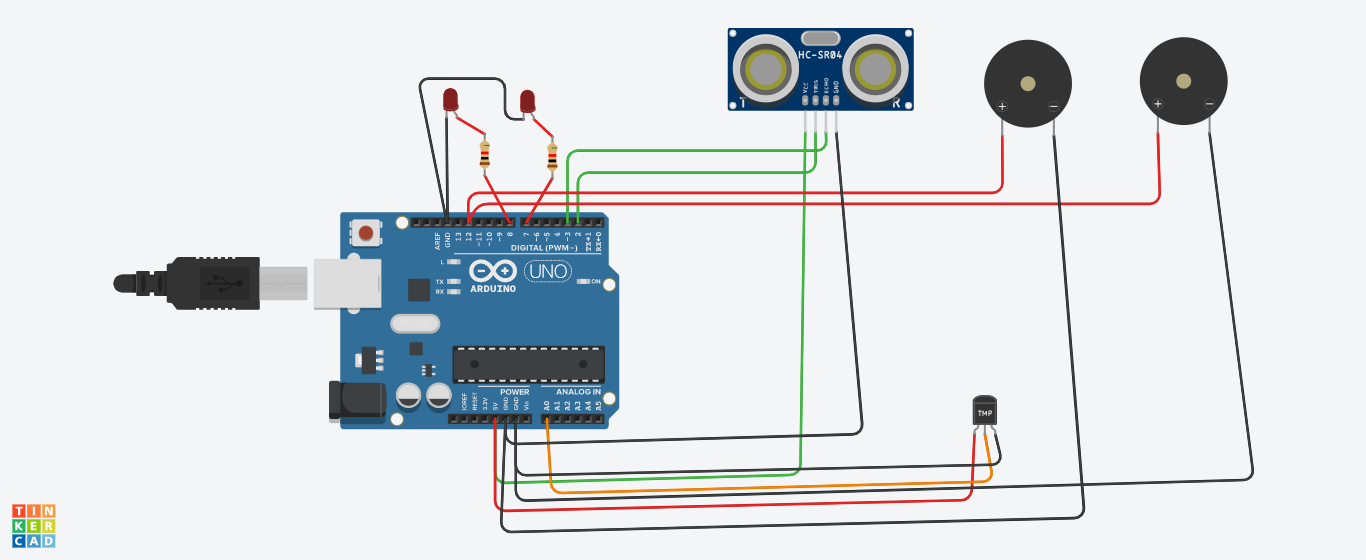 HC-SR04
T
VCC
TRIG
ECHO
GND
R
+
−
+
−
AREF
GND
13
12
~11
~10
~9
8
7
~6
~5
4
~3
2
TX→1
RX←0
DIGITAL (PWM~)
L
TX
RX
UNO
ARDUINO
ON
POWER
ANALOG IN
IOREF
RESET
3.3V
5V
GND
GND
Vin
A0
A1
A2
A3
A4
A5
TMP
TIN
KER
CAD